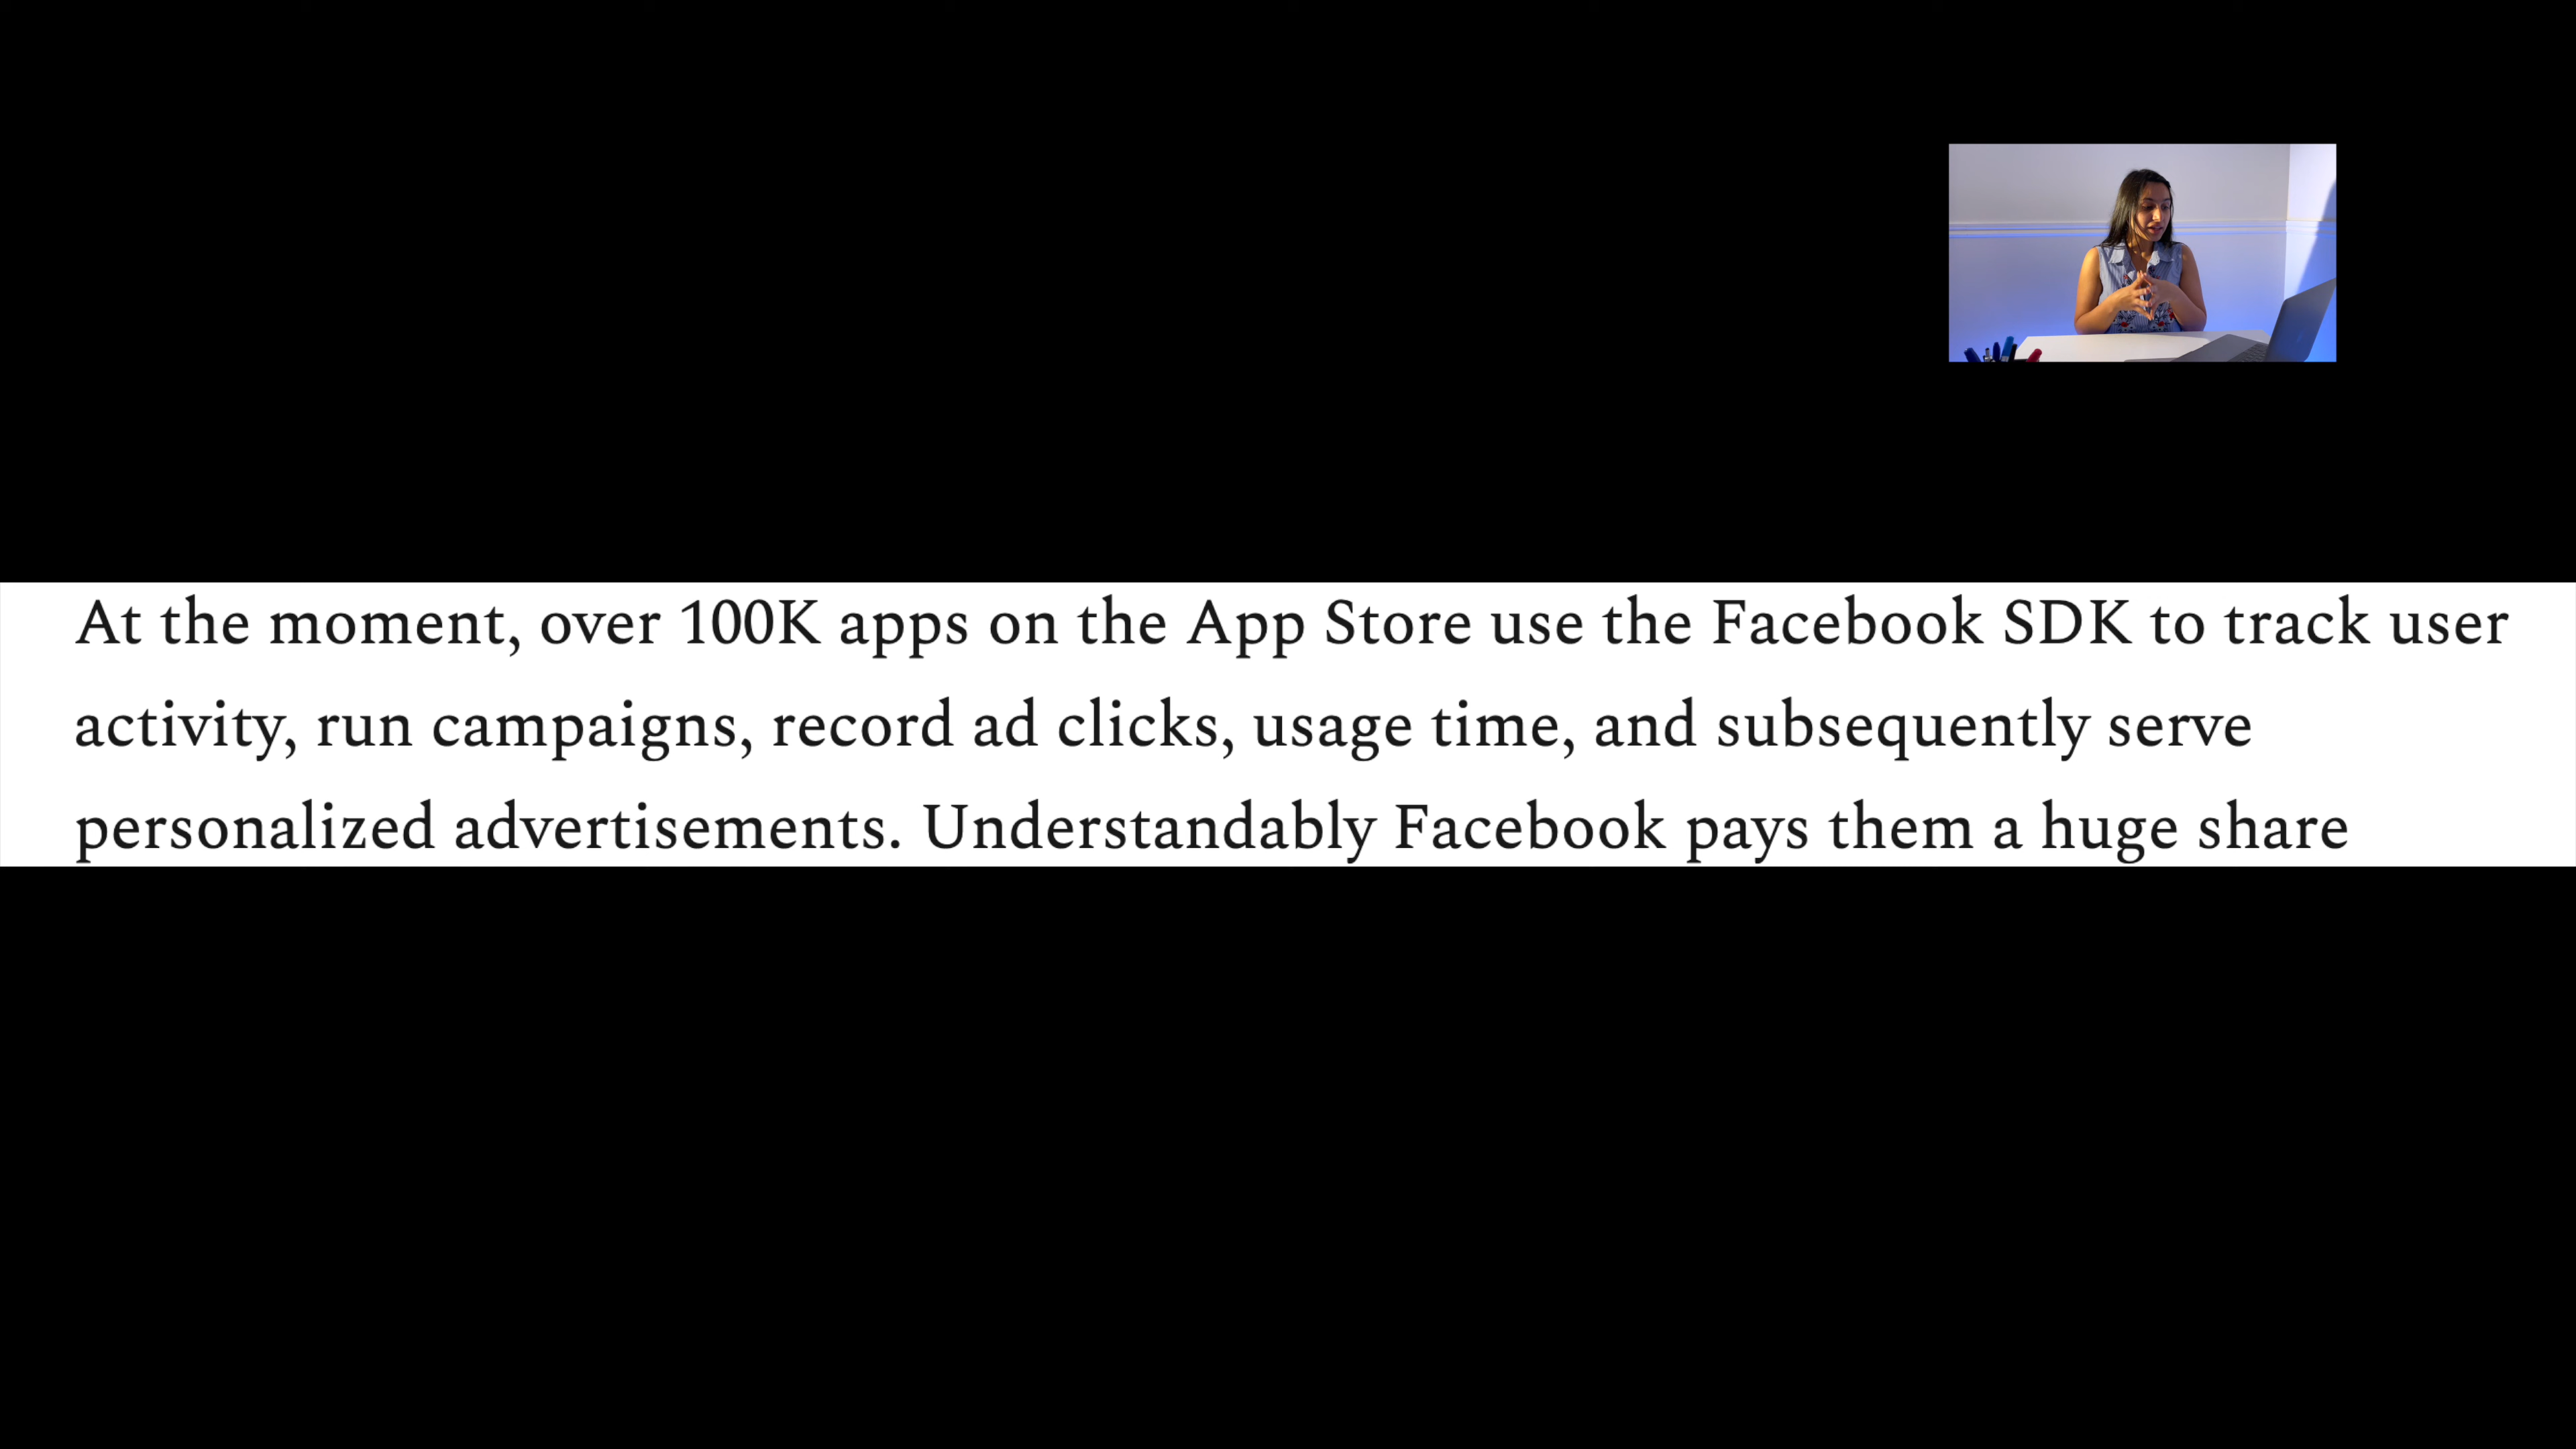 At the moment, over 100K apps on the App Store use the Facebook SDK to track user
activity, run campaigns, record ad clicks, usage time, and subsequently serve
personalized advertisements. Understandably Facebook pays them a huge share